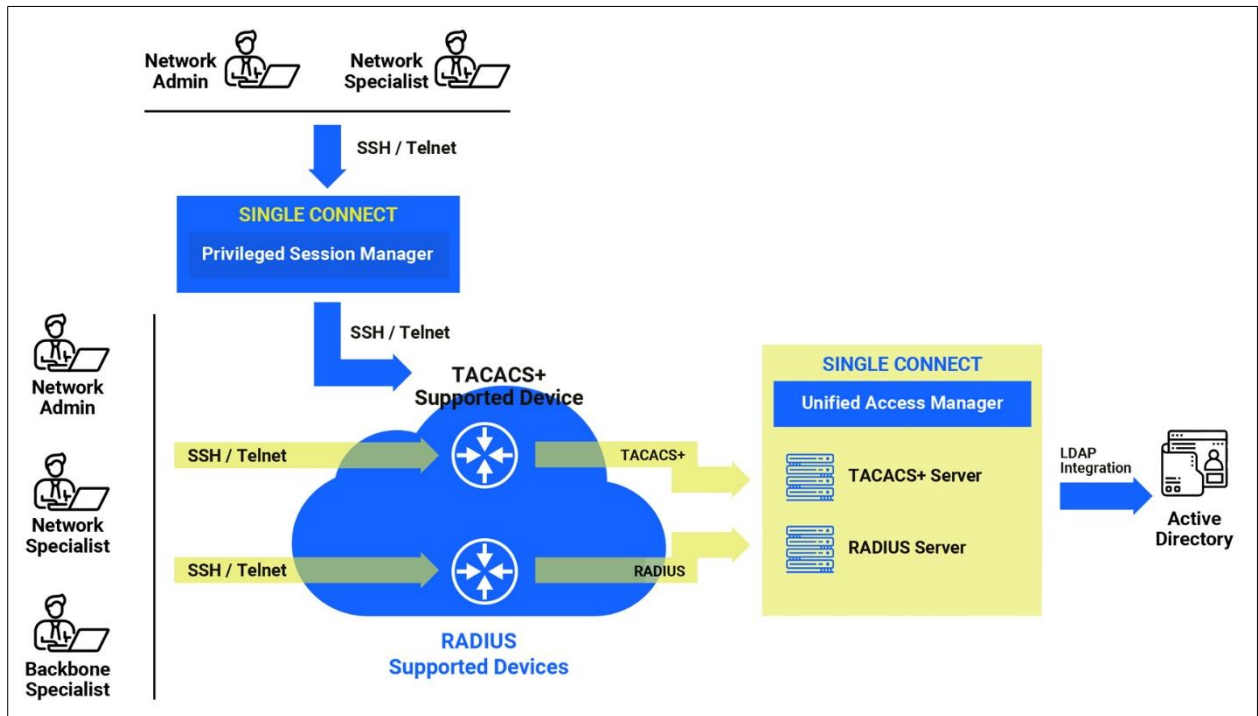 Network
Admin
Network
Specialist
SSH / Telnet
SINGLE CONNECT
Privileged Session Manager
SSH / Telnet
Network
Admin
Network
Specialist
Backbone
Specialist
TACACS+
Supported Device
SSH / Telnet
TACACS+
SSH / Telnet
RADIUS
RADIUS
Supported Devices
SINGLE CONNECT
Unified Access Manager
TACACS+ Server
RADIUS Server
LDAP
Integration
Active
Directory